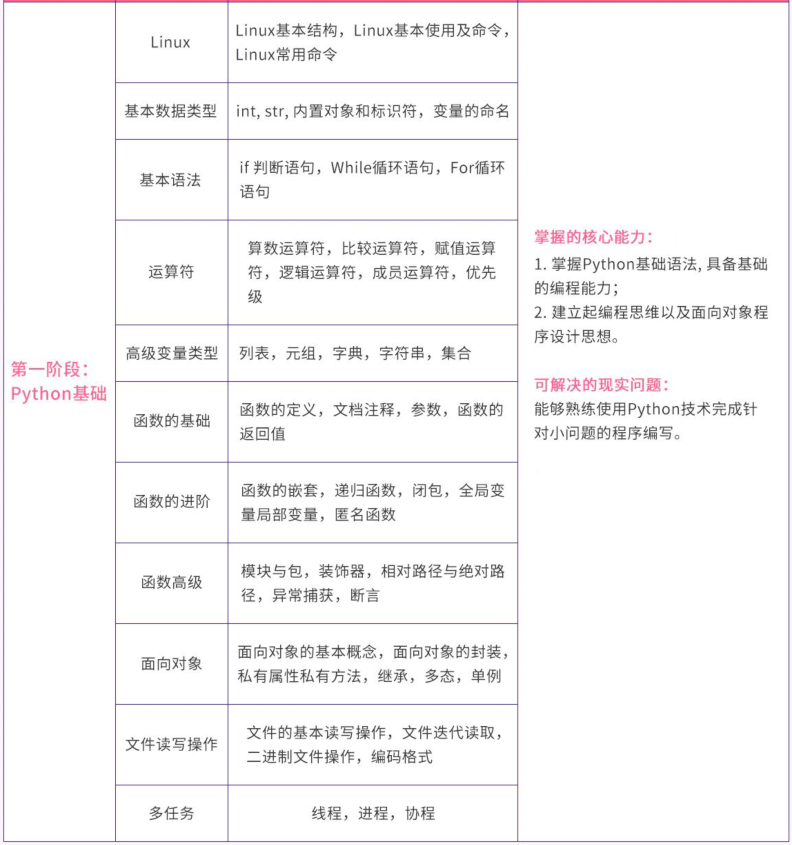 第一阶段：
Python基础
Linux
Linux基本结构，Linux基本使用及命令，
Linux常用命令
基本数据类型
int, str, 内置对象和标识符，变量的命名
基本语法
if 判断语句，While循环语句，For循环
语句
运算符
算数运算符，比较运算符，赋值运算
符，逻辑运算符，成员运算符，优先
级
高级变量类型
列表，元组，字典，字符串，集合
函数的基础
函数的定义，文档注释，参数，函数的
返回值
函数的进阶
函数的嵌套，递归函数，闭包，全局变
量局部变量，匿名函数
函数高级
模块与包，装饰器，相对路径与绝对路
径，异常捕获，断言
面向对象
面向对象的基本概念，面向对象的封装，
私有属性私有方法，继承，多态，单例
文件读写操作
文件的基本读写操作，文件迭代读取，
二进制文件操作，编码格式
多任务
线程，进程，协程
掌握的核心能力：
1. 掌握Python基础语法, 具备基础
的编程能力；
2. 建立起编程思维以及面向对象程
序设计思想。
可解决的现实问题：
能够熟练使用Python技术完成针
对小问题的程序编写。